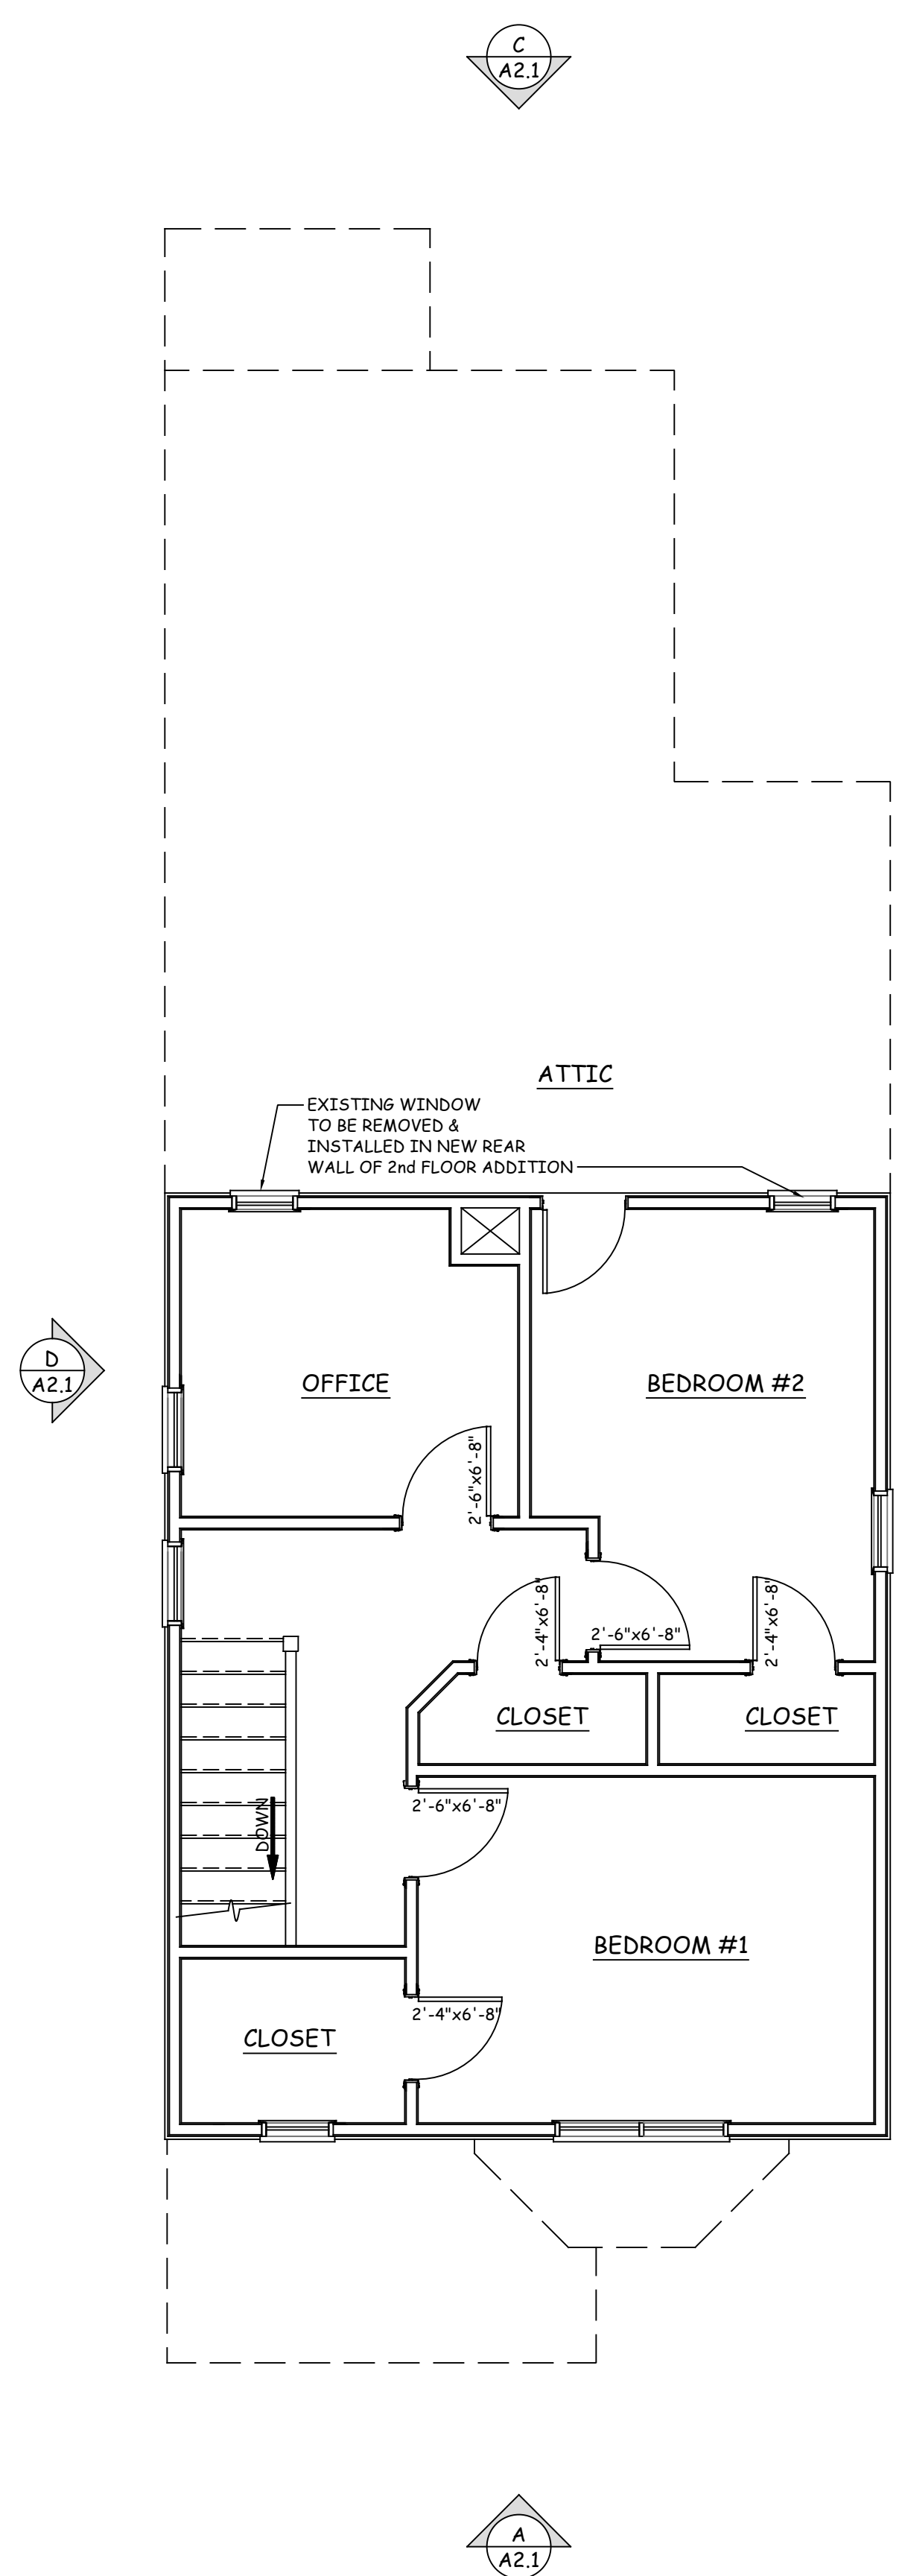 C
A2.1
ATTIC
EXISTING WINDOW
TO BE REMOVED &
INSTALLED IN NEW REAR
WALL OF 2nd FLOOR ADDITION
D
A2.1
OFFICE
BEDROOM #2
2'-6"x6'-8"
2'-4"x6'-8"
2'-6"x6'-8"
2'-4"x6'-8"
CLOSET
CLOSET
DOWN
2'-6"x6'-8"
BEDROOM #1
2'-4"x6'-8"
CLOSET
A
A2.1